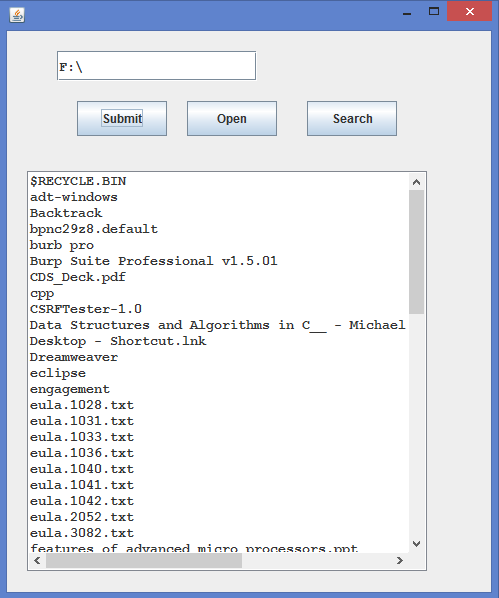 F:\
Submit Open Search
$RECYCLE.BIN
adt-windows
Backtrack
bpnc29z8.default
burb pro
Burp Suite Professional v1.5.01
CDS_Deck.pdf
cpp
CSRFTester-1.0
Data Structures and Algorithms in C__ - Michael
Desktop - Shortcut.lnk
Dreamweaver
eclipse
engagement
eula.1028.txt
eula.1031.txt
eula.1033.txt
eula.1036.txt
eula.1040.txt
eula.1041.txt
eula.1042.txt
eula.2052.txt
eula.3082.txt
features of advanced micro processors.ppt